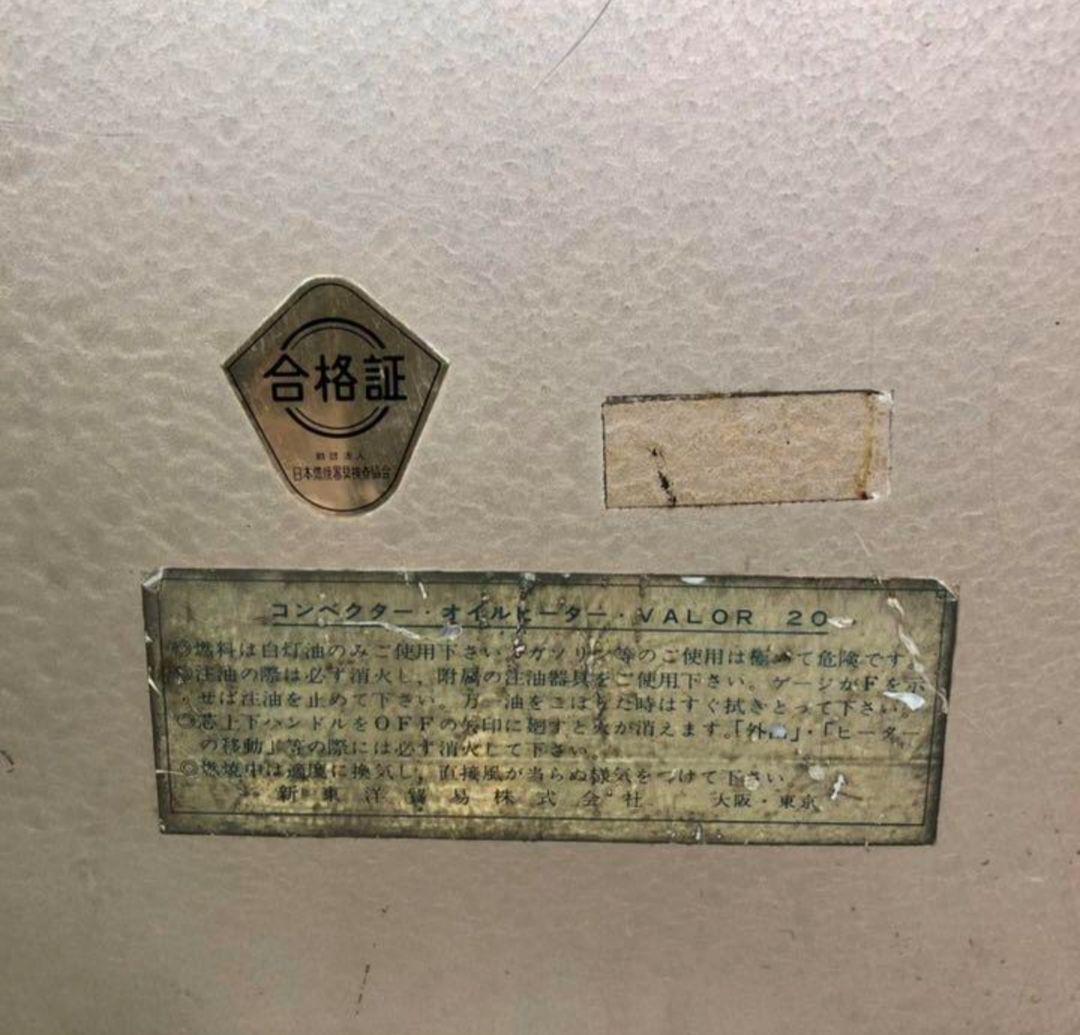 合格証
財団法人
日本燃焼器具検査協会
コンベクター・オイルヒーター・VALOR 20
◎燃料は白灯油のみご使用下さい。ガソリン等のご使用は極めて危険です。
◎注油の際は必ず消火し、附属の注油器具をご使用下さい。ゲージがFを示
せば注油を止めて下さい。万一油をこぼした時はすぐ拭きとって下さい。
◎芯上下ハンドルをOFFの矢印に廻すと火が消えます。「外出」・「ヒーター
の移動」等の際には必ず消火して下さい。
◎燃焼中は適度に換気し、直接風が当らぬ様気をつけて下さい
新東洋貿易株式会社 大阪・東京